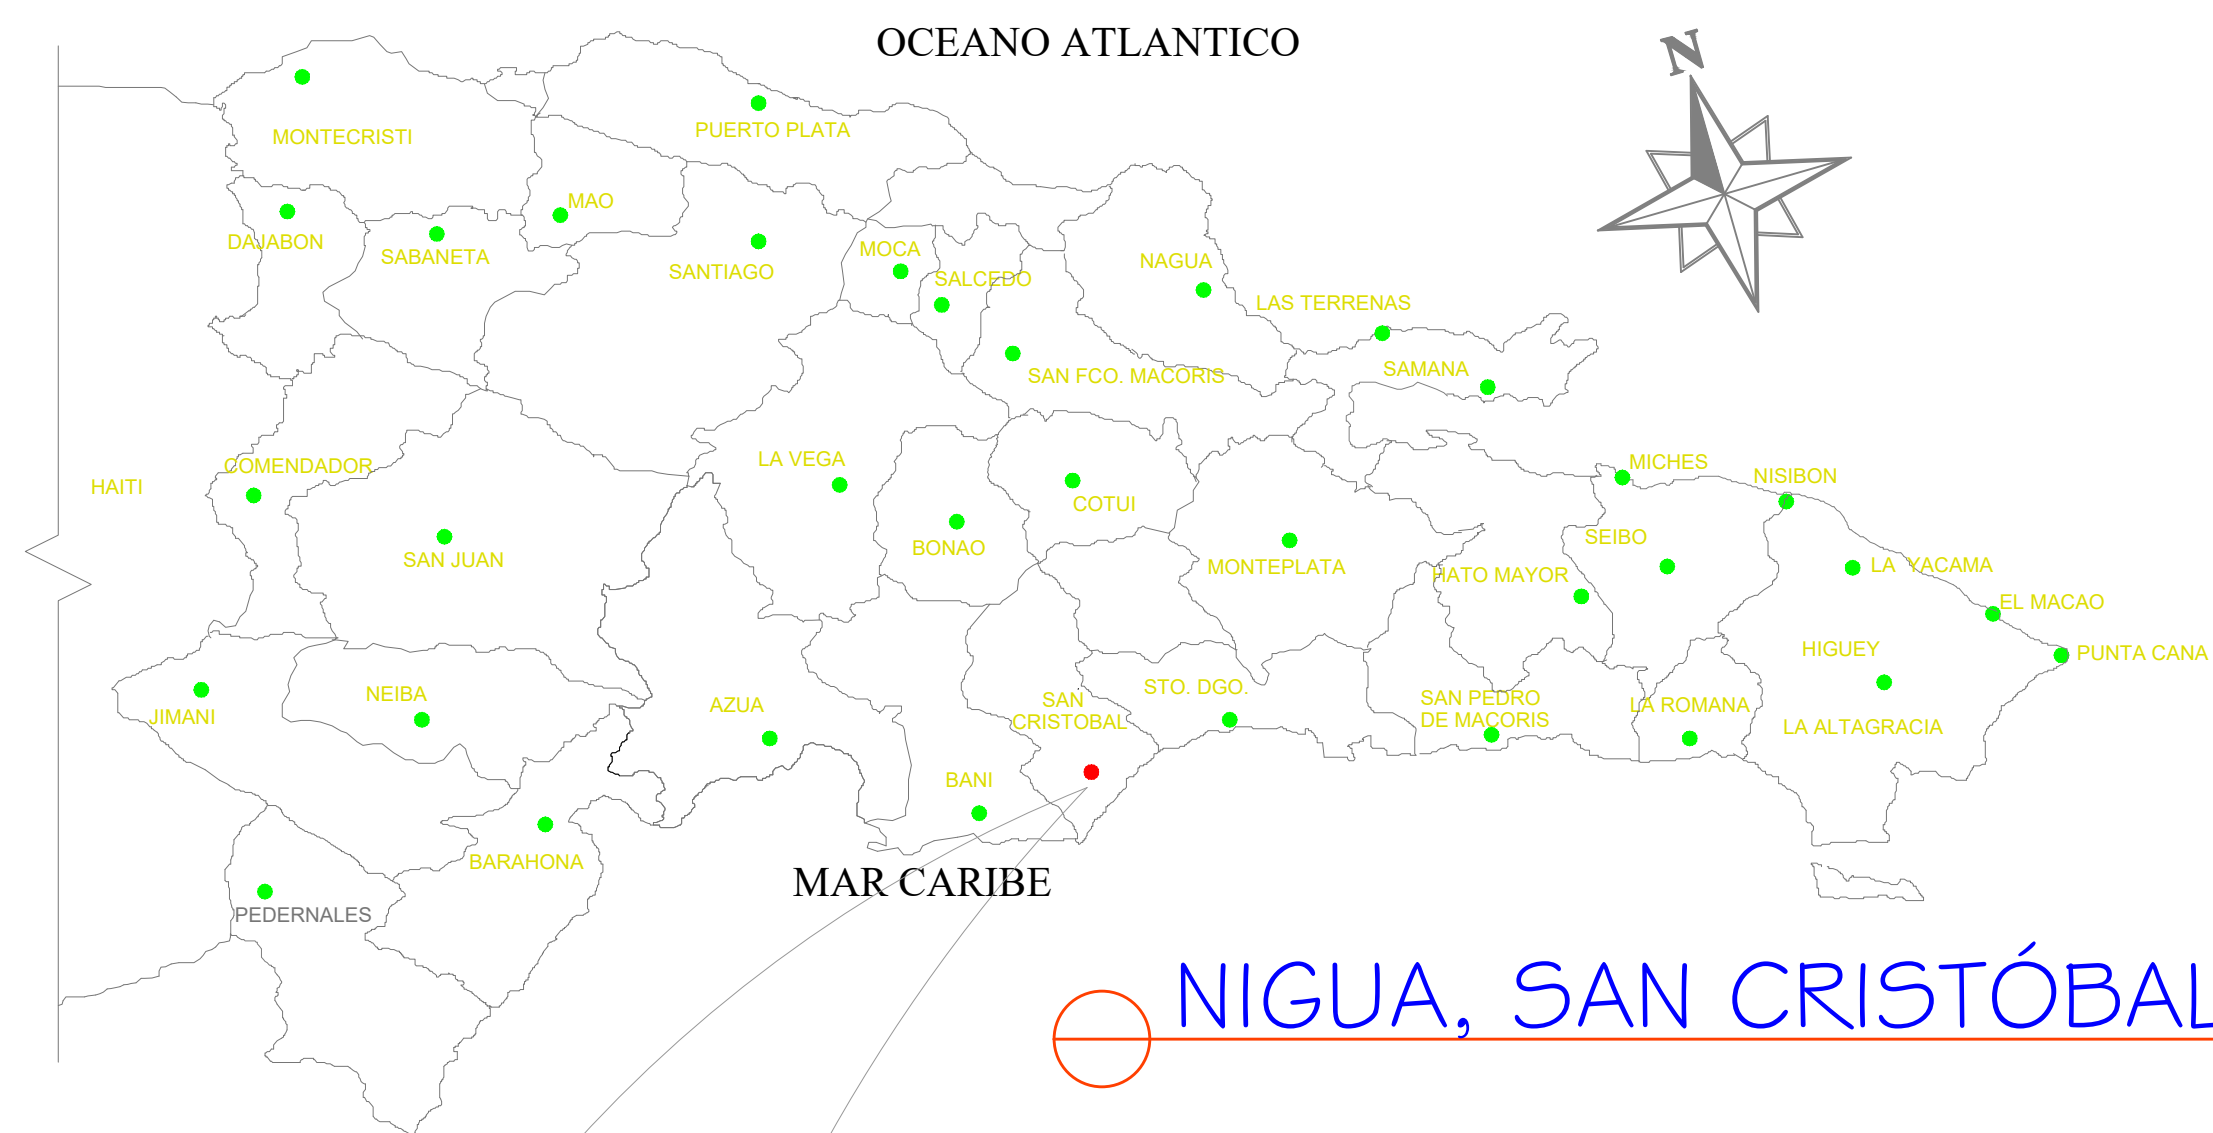 OCEANO ATLANTICO
N
MONTECRISTI
PUERTO PLATA
MAO
DAJABON
SABANETA
SANTIAGO
MOCA
SALCEDO
NAGUA
LAS TERRENAS
SAN FCO. MACORIS
SAMANA
COMENDADOR
HAITI
LA VEGA
COTUI
MICHES
NISIBON
SAN JUAN
BONAO
MONTEPLATA
SEIBO
HATO MAYOR
LA YACAMA
EL MACAO
HIGUEY
PUNTA CANA
JIMANI
NEIBA
AZUA
SAN
CRISTOBAL
STO. DGO.
SAN PEDRO
DE MACORIS
LA ROMANA
LA ALTAGRACIA
BANI
BARAHONA
MAR CARIBE
PEDERNALES
NIGUA, SAN CRISTÓBAL